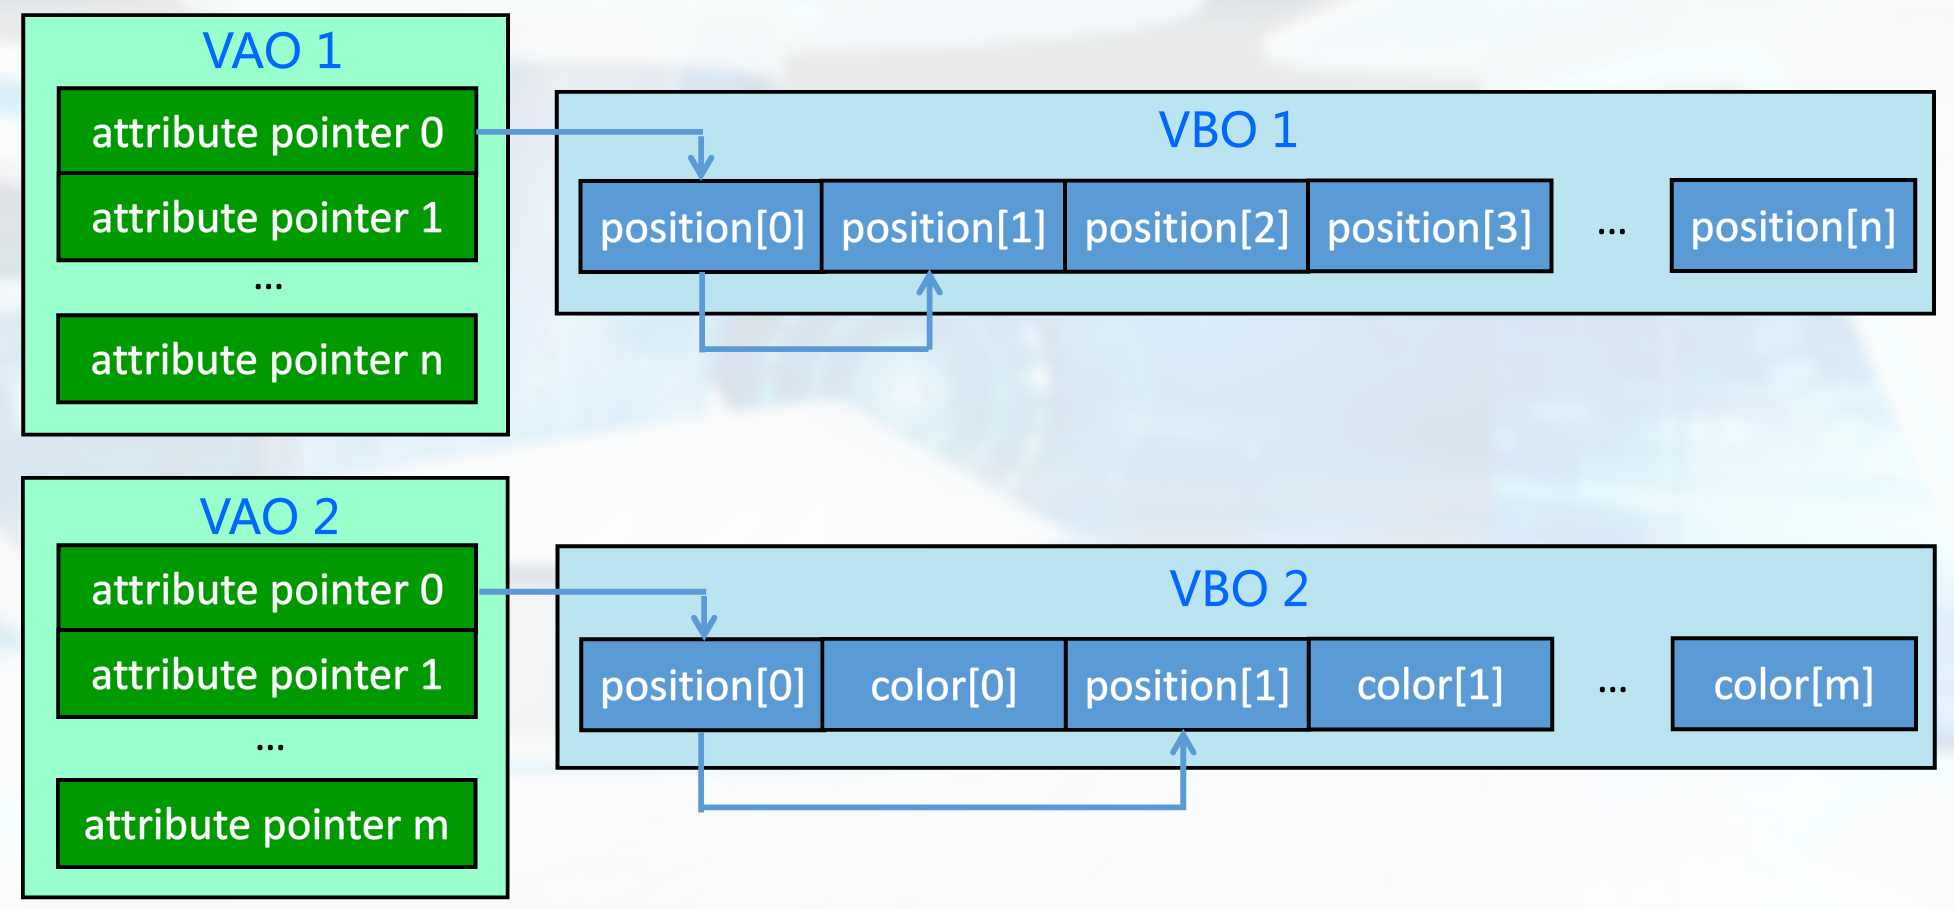 VAO 1
attribute pointer 0
attribute pointer 1
...
attribute pointer n
VBO 1
position[0] position[1] position[2] position[3] ... position[n]
VAO 2
attribute pointer 0
attribute pointer 1
...
attribute pointer m
VBO 2
position[0] color[0] position[1] color[1] ... color[m]